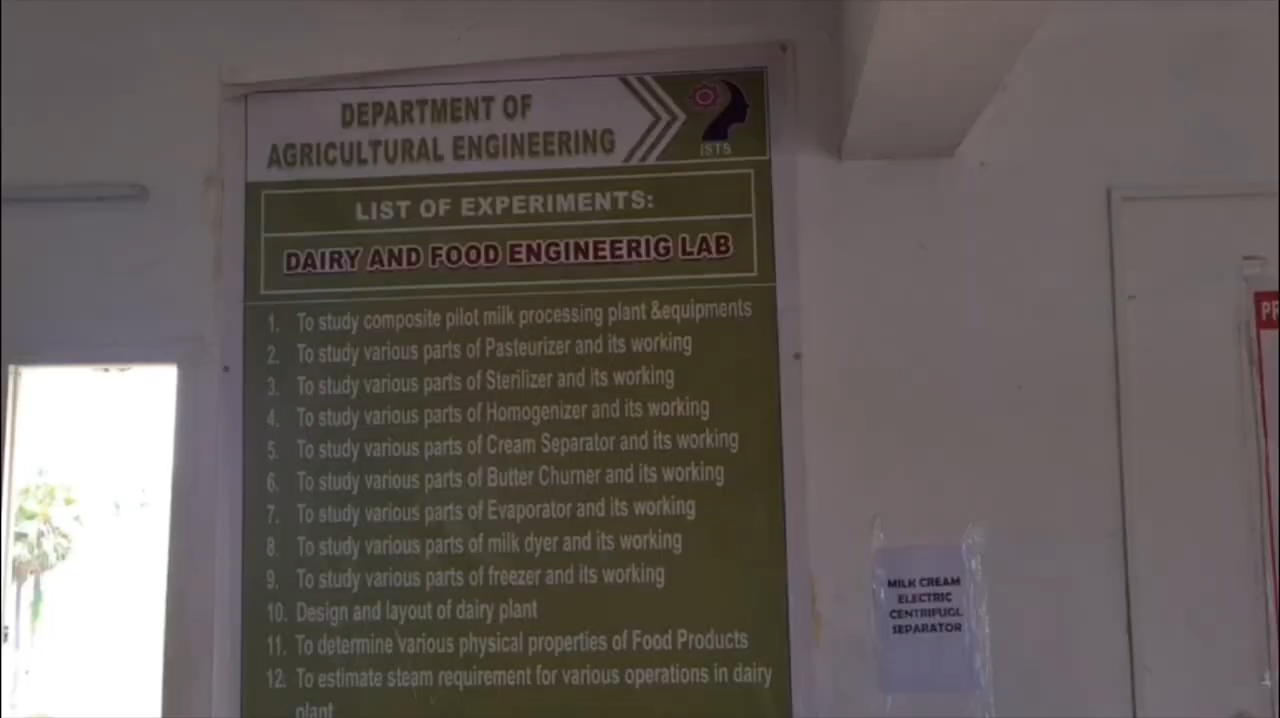 DEPARTMENT OF
AGRICULTURAL ENGINEERING
ISTS
LIST OF EXPERIMENTS:
DAIRY AND FOOD ENGINEERIG LAB
1. To study composite pilot milk processing plant &equipments
2. To study various parts of Pasteurizer and its working
3. To study various parts of Sterilizer and its working
4. To study various parts of Homogenizer and its working
5. To study various parts of Cream Separator and its working
6. To study various parts of Butter Churner and its working
7. To study various parts of Evaporator and its working
8. To study various parts of milk dyer and its working
9. To study various parts of freezer and its working
10. Design and layout of dairy plant
11. To determine various physical properties of Food Products
12. To estimate steam requirement for various operations in dairy
plant
MILK CREAM
ELECTRIC
CENTRIFUGL
SEPARATOR